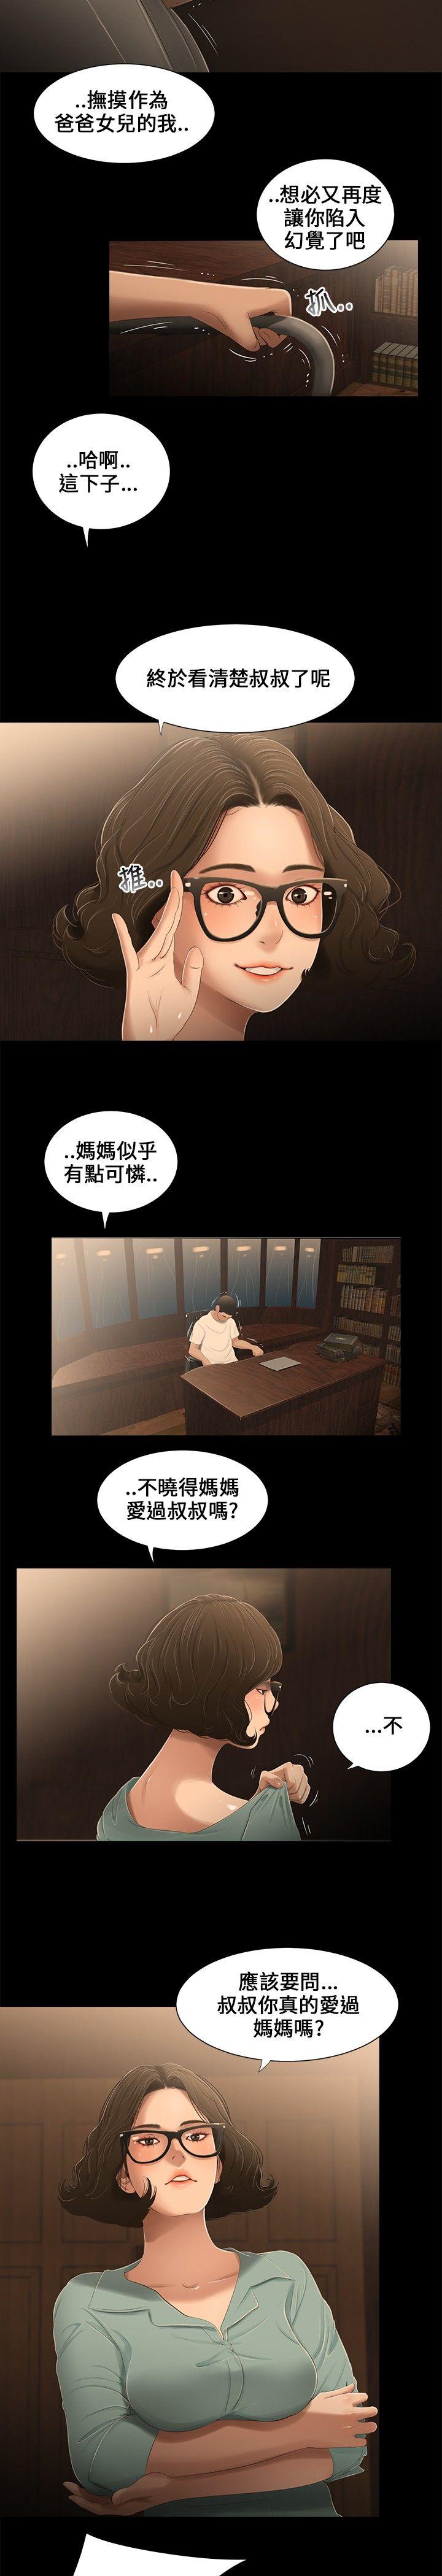 ..撫摸作為
爸爸女兒的我..
..想必又再度
讓你陷入
幻覺了吧
抓..
..哈啊..
這下子...
終於看清楚叔叔了呢
推..
..媽媽似乎
有點可憐..
..不曉得媽媽
愛過叔叔嗎?
...不
應該要問...
叔叔你真的愛過
媽媽嗎?